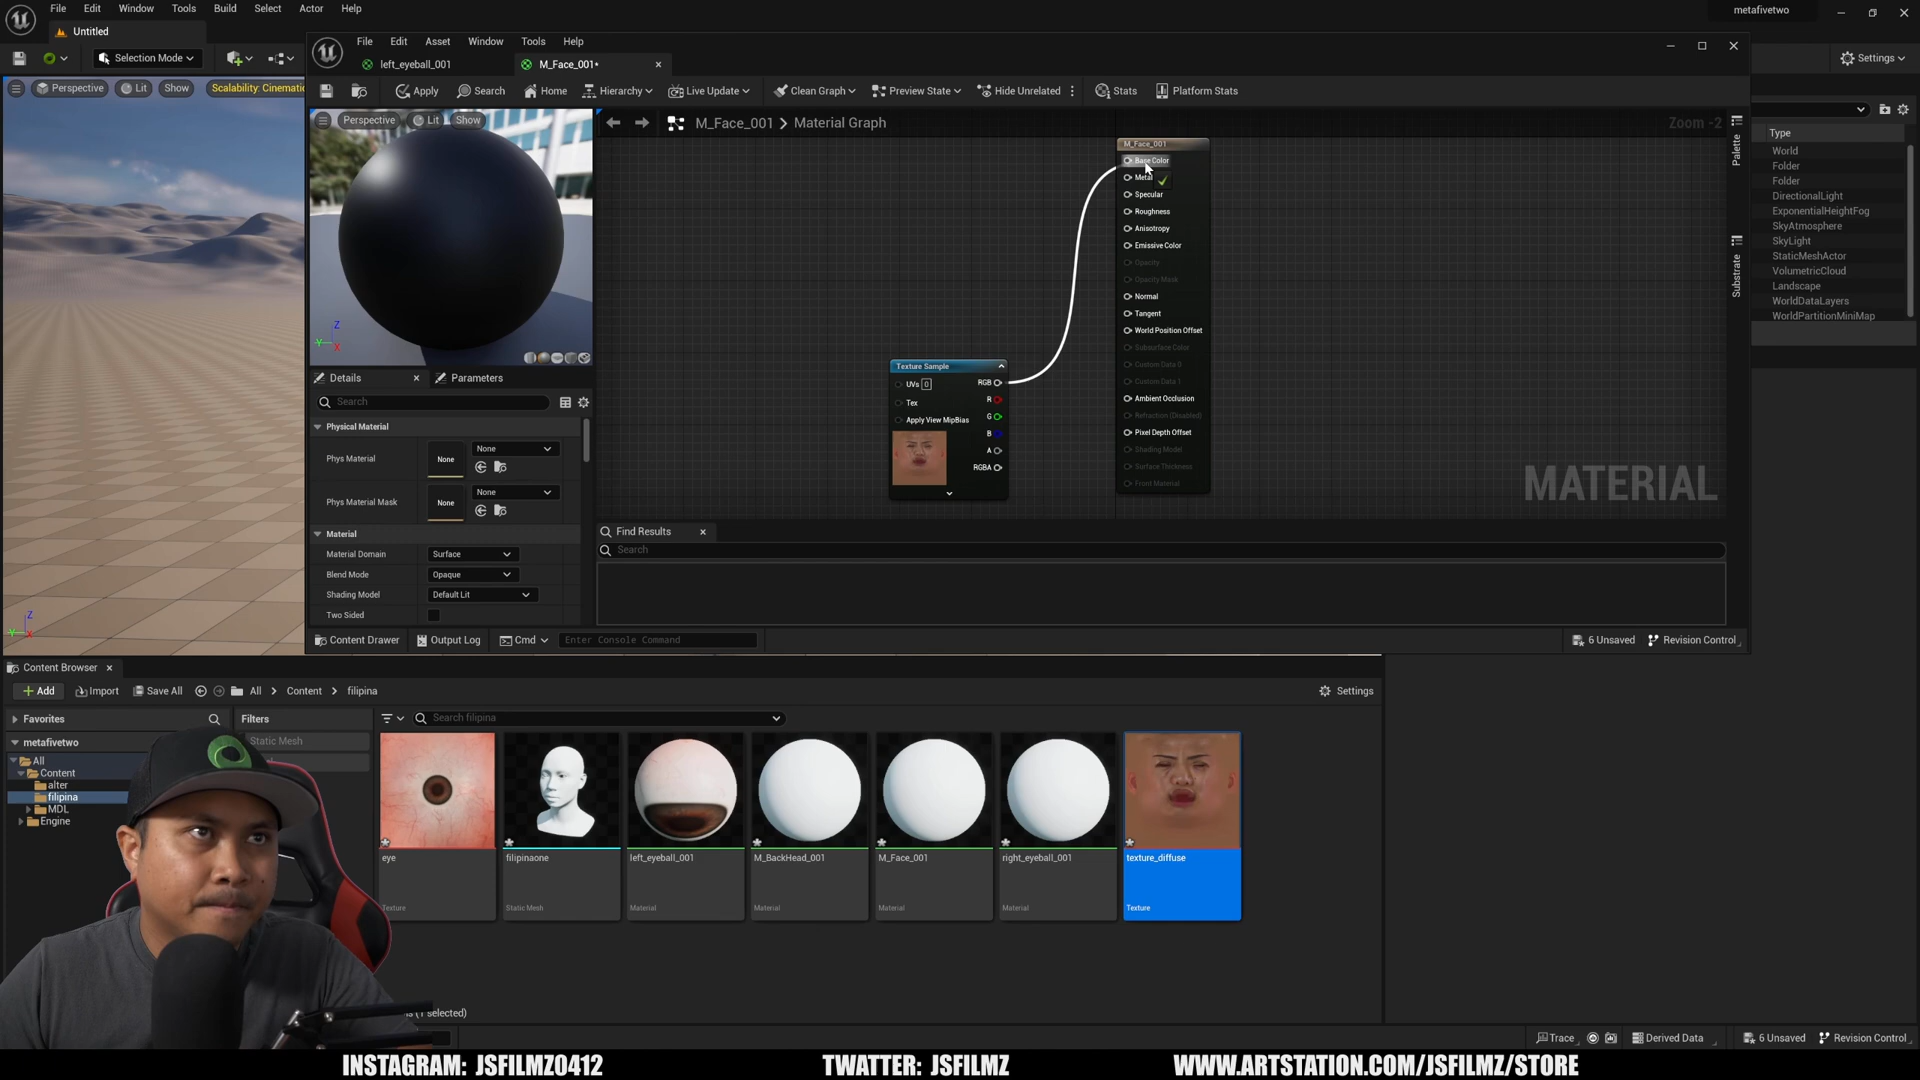 File Edit Window Tools Build Select Actor Help
metafivetwo
Untitled
Selection Mode
Settings
Perspective Lit Show Scalability: Cinemati
File Edit Asset Window Tools Help
left_eyeball_001
M_Face_001*
Apply Search Home Hierarchy Live Update Clean Graph Preview State Hide Unrelated Stats Platform Stats
Perspective Lit Show
M_Face_001 > Material Graph
Zoom -2
Palette
Substrate
M_Face_001
Base Color
Metal
Specular
Roughness
Anisotropy
Emissive Color
Opacity
Opacity Mask
Normal
Tangent
World Position Offset
Subsurface Color
Custom Data 0
Custom Data 1
Ambient Occlusion
Refraction (Disabled)
Pixel Depth Offset
Shading Model
Surface Thickness
Front Material
Texture Sample
UVs 0
Tex
Apply View MipBias
RGB
R
G
B
A
RGBA
MATERIAL
Z
Y
X
Details
Parameters
Search
Physical Material
Phys Material None None
Phys Material Mask None None
Material
Material Domain Surface
Blend Mode Opaque
Shading Model Default Lit
Two Sided
Find Results
Search
Content Drawer Output Log Cmd Enter Console Command
6 Unsaved Revision Control
Type
World
Folder
Folder
DirectionalLight
ExponentialHeightFog
SkyAtmosphere
SkyLight
StaticMeshActor
VolumetricCloud
Landscape
WorldDataLayers
WorldPartitionMiniMap
Z
Y
X
Content Browser
Add Import Save All All > Content > filipina
Settings
Favorites
Filters
Search filipina
metafivetwo
Static Mesh
All
Content
alter
filipina
MDL
Engine
eye
Texture
filipinaone
Static Mesh
left_eyeball_001
Material
M_BackHead_001
Material
M_Face_001
Material
right_eyeball_001
Material
texture_diffuse
Texture
(1 selected)
Trace
Derived Data
6 Unsaved
Revision Control
INSTAGRAM: JSFILMZ0412
TWATTER: JSFILMZ
WWW.ARTSTATION.COM/JSFILMZ/STORE